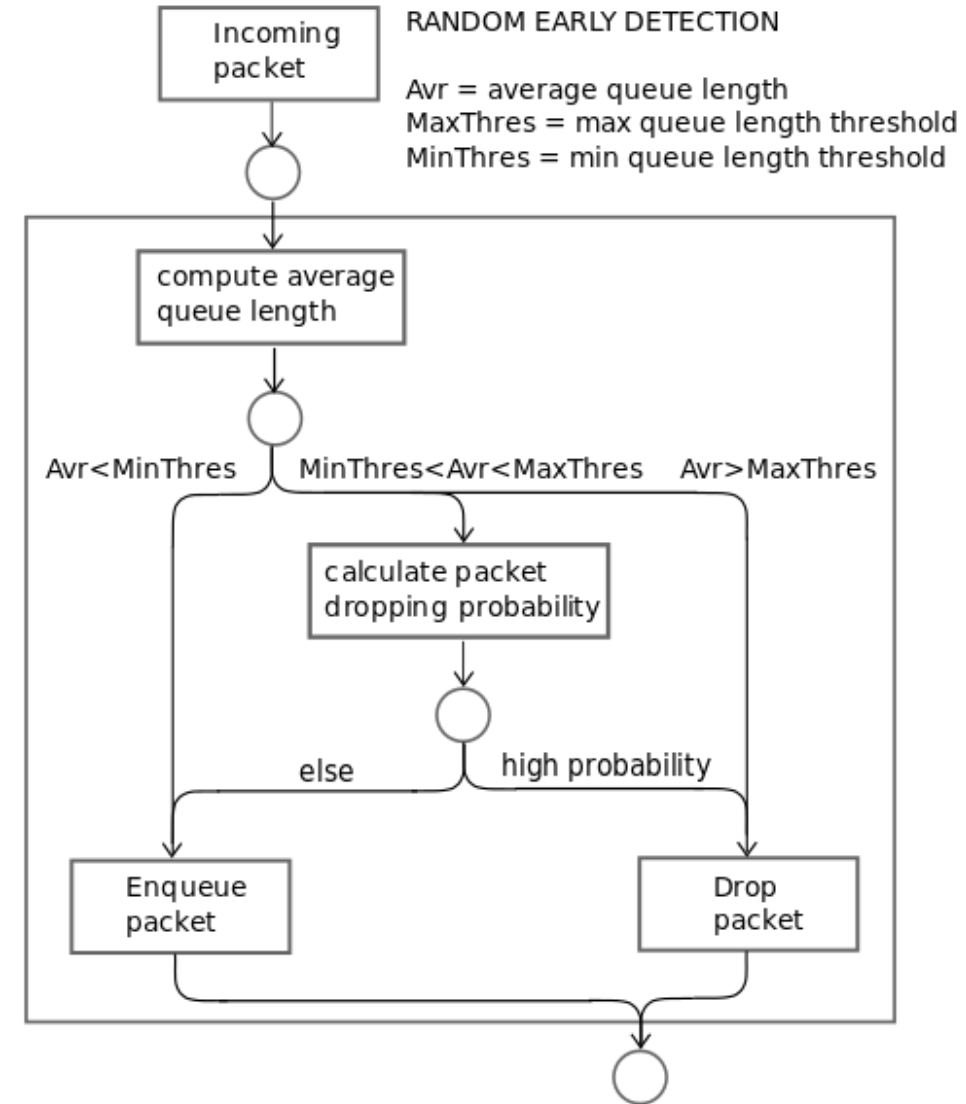 Incoming
packet
RANDOM EARLY DETECTION
Avr = average queue length
MaxThres = max queue length threshold
MinThres = min queue length threshold
compute average
queue length
Avr<MinThres
MinThres<Avr<MaxThres
Avr>MaxThres
calculate packet
dropping probability
else
high probability
Enqueue
packet
Drop
packet